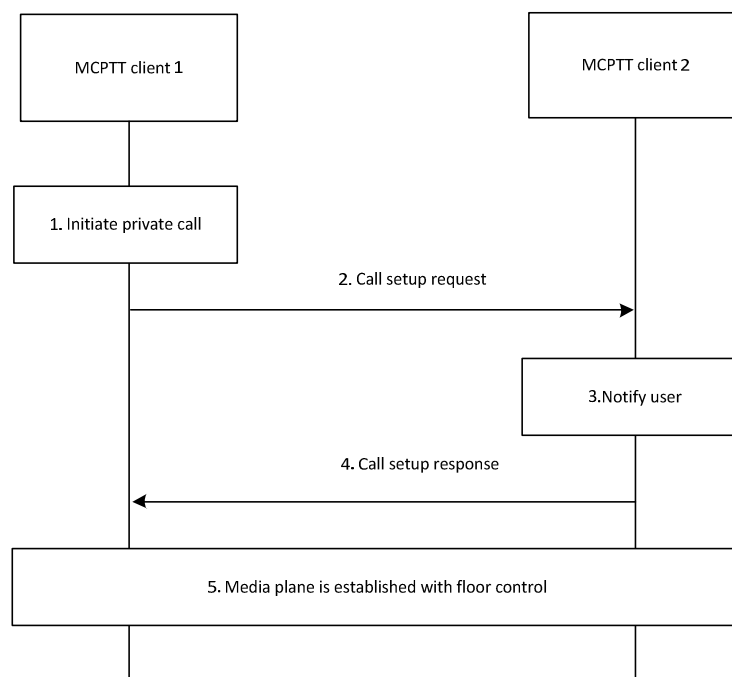 MCPTT client 1
MCPTT client 2
1. Initiate private call
2. Call setup request
3.Notify user
4. Call setup response
5. Media plane is established with floor control